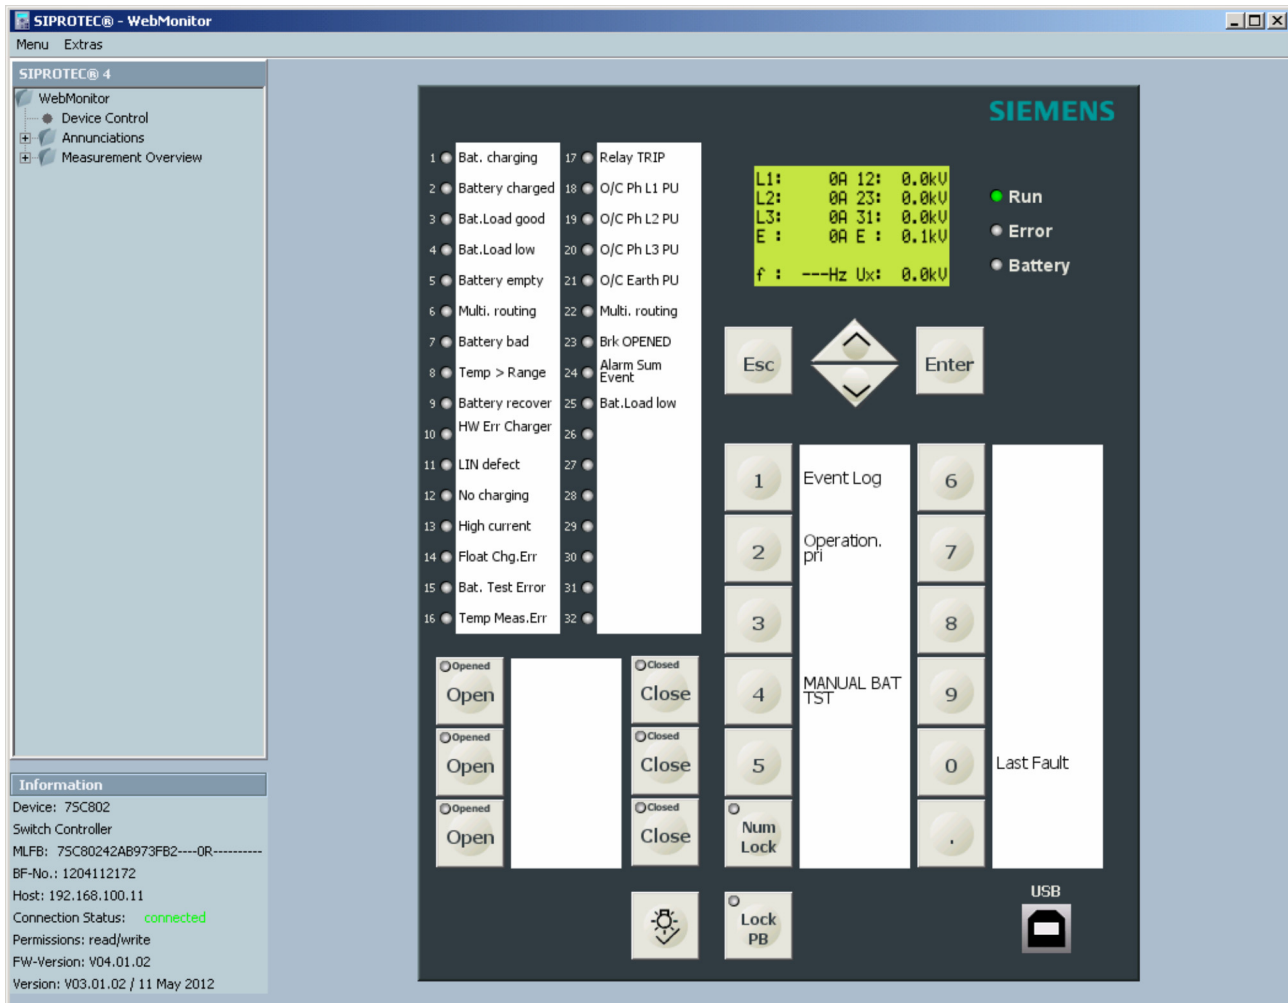 SIPROTEC® - WebMonitor
Menu Extras
SIPROTEC® 4
WebMonitor
Device Control
Annunciations
Measurement Overview
Information
Device: 7SC802
Switch Controller
MLFB: 7SC80242AB973FB2----0R----------
BF-No.: 1204112172
Host: 192.168.100.11
Connection Status: connected
Permissions: read/write
FW-Version: V04.01.02
Version: V03.01.02 / 11 May 2012
SIEMENS
1 Bat. charging
2 Battery charged
3 Bat.Load good
4 Bat.Load low
5 Battery empty
6 Multi. routing
7 Battery bad
8 Temp > Range
9 Battery recover
10 HW Err Charger
11 LIN defect
12 No charging
13 High current
14 Float Chg.Err
15 Bat. Test Error
16 Temp Meas.Err
17 Relay TRIP
18 O/C Ph L1 PU
19 O/C Ph L2 PU
20 O/C Ph L3 PU
21 O/C Earth PU
22 Multi. routing
23 Brk OPENED
24 Alarm Sum
Event
25 Bat.Load low
26
27
28
29
30
31
32
L1: 0A 12: 0.0kV
L2: 0A 23: 0.0kV
L3: 0A 31: 0.0kV
E : 0A E : 0.1kV
f : ---Hz Ux: 0.0kV
Run
Error
Battery
Esc
Enter
1
Event Log
6
2
Operation.
pri
7
3
8
4
MANUAL BAT
TST
9
5
0
Last Fault
Num
Lock
.
Opened
Open
Closed
Close
Opened
Open
Closed
Close
Opened
Open
Closed
Close
Lock
PB
USB